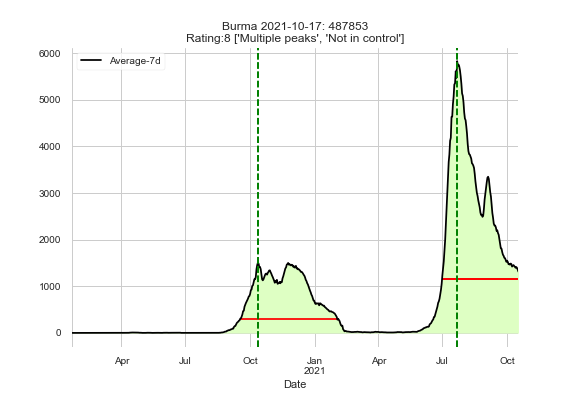 Burma 2021-10-17: 487853
Rating:8 ['Multiple peaks', 'Not in control']
Average-7d
6000
5000
4000
3000
2000
1000
0
Apr Jul Oct Jan Apr Jul Oct
2021
Date